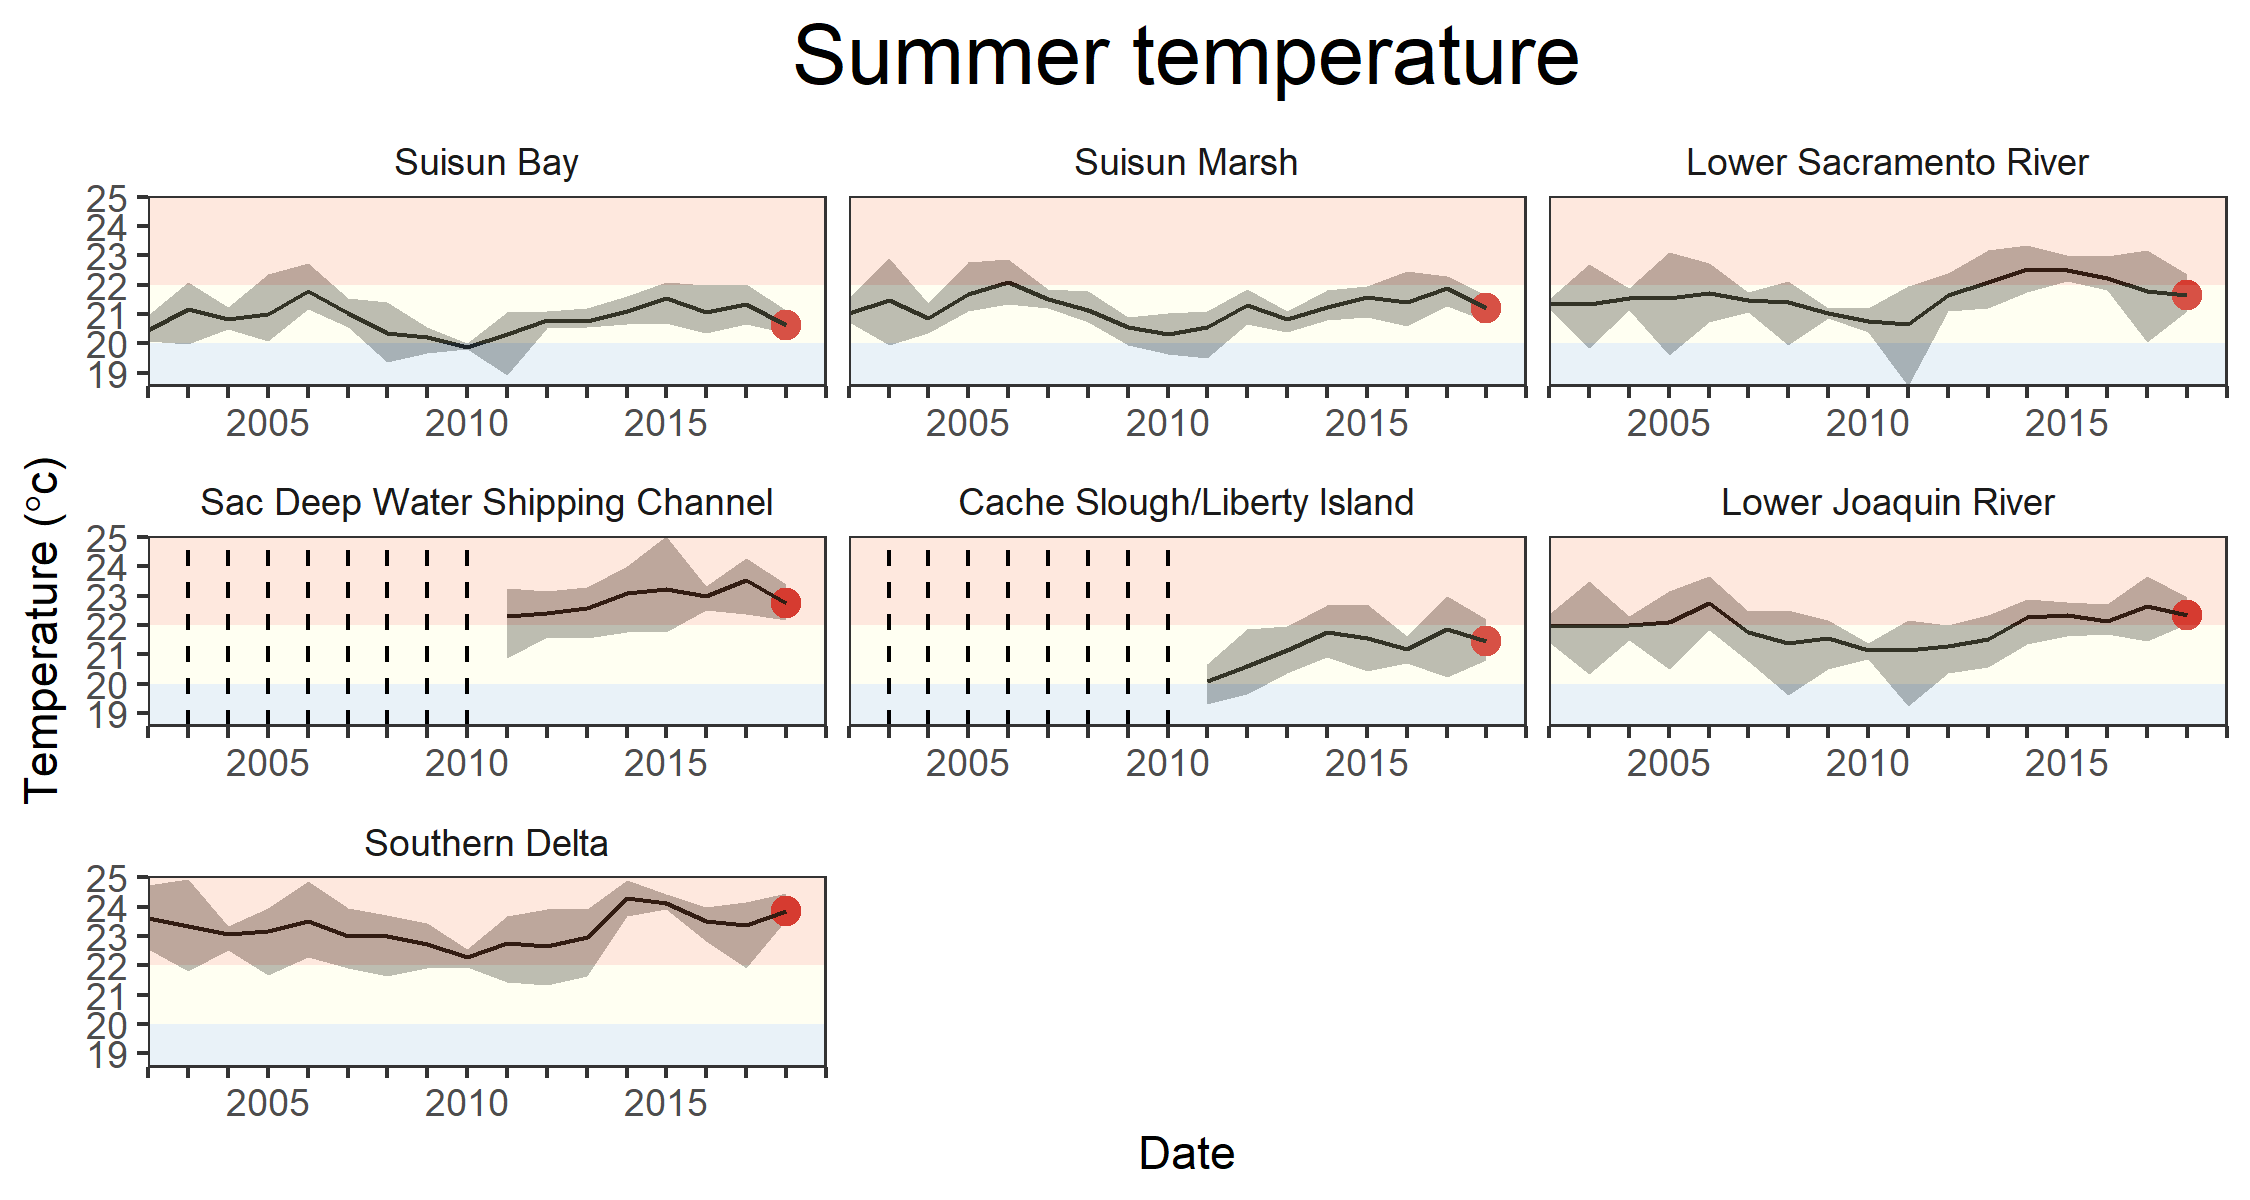 Summer temperature
Suisun Bay
Suisun Marsh
Lower Sacramento River
25
24
23
22
21
20
19
2005 2010 2015
2005 2010 2015
2005 2010 2015
Sac Deep Water Shipping Channel
Cache Slough/Liberty Island
Lower Joaquin River
25
24
23
22
21
20
19
2005 2010 2015
2005 2010 2015
2005 2010 2015
Temperature (°c)
Southern Delta
25
24
23
22
21
20
19
2005 2010 2015
Date